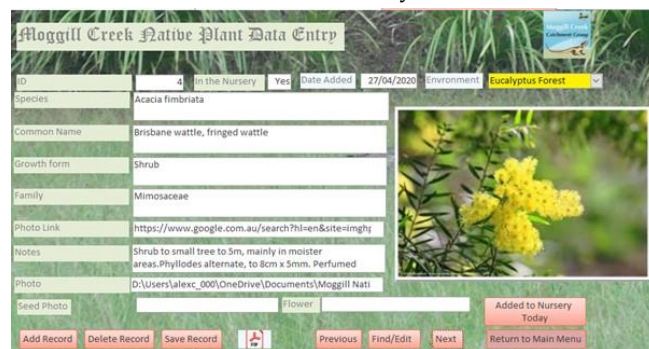 Moggill Creek Native Plant Data Entry
Moggill Creek
Catchment Group
ID 4 In the Nursery Yes Date Added 27/04/2020 Envronment Eucalyptus Forest
Species Acacia fimbriata
Common Name Brisbane wattle, fringed wattle
Growth form Shrub
Family Mimosaceae
Photo Link https://www.google.com.au/search?hl=en&site=imghp
Notes Shrub to small tree to 5m, mainly in moister
areas.Phyllodes alternate, to 8cm x 5mm. Perfumed
Photo D:\Users\alexc_000\OneDrive\Documents\Moggill Nati
Seed Photo Flower Added to Nursery
Today
Add Record Delete Record Save Record PDF Previous Find/Edit Next Return to Main Menu